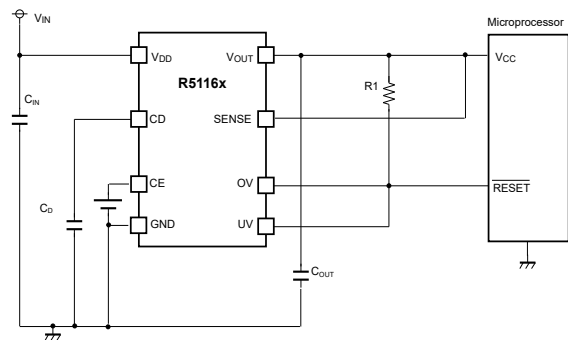 Microprocessor
VIN
VDD
VOUT
VCC
R5116x
R1
CIN
CD
SENSE
CE
OV
RESET
CD
GND
UV
COUT